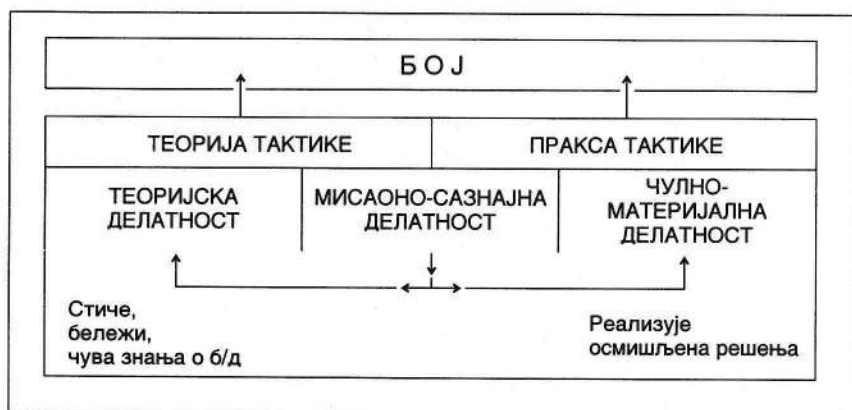 БОЈ
ТЕОРИЈА ТАКТИКЕ
ПРАКСА ТАКТИКЕ
ТЕОРИЈСКА
ДЕЛАТНОСТ
МИСАОНО-САЗНАЈНА
ДЕЛАТНОСТ
ЧУЛНО-
МАТЕРИЈАЛНА
ДЕЛАТНОСТ
Стиче,
бележи,
чува знања о б/д
Реализује
осмишљена решења